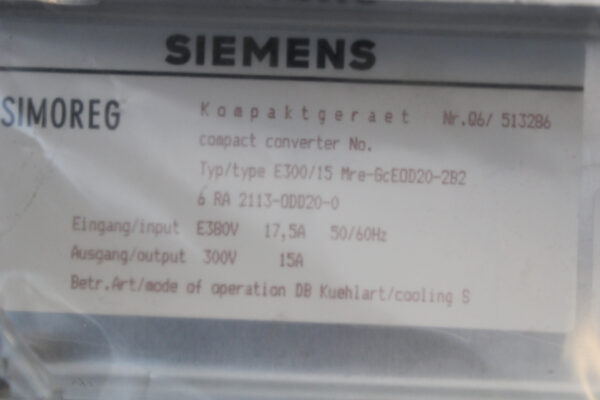 SIEMENS
SIMOREG
Kompaktgeraet Nr.Q6/ 513286
compact converter No.
Typ/type E300/15 Mre-GcEDD20-2B2
6 RA 2113-0DD20-0
Eingang/input E380V 17,5A 50/60Hz
Ausgang/output 300V 15A
Betr.Art/mode of operation DB Kuehlart/cooling S